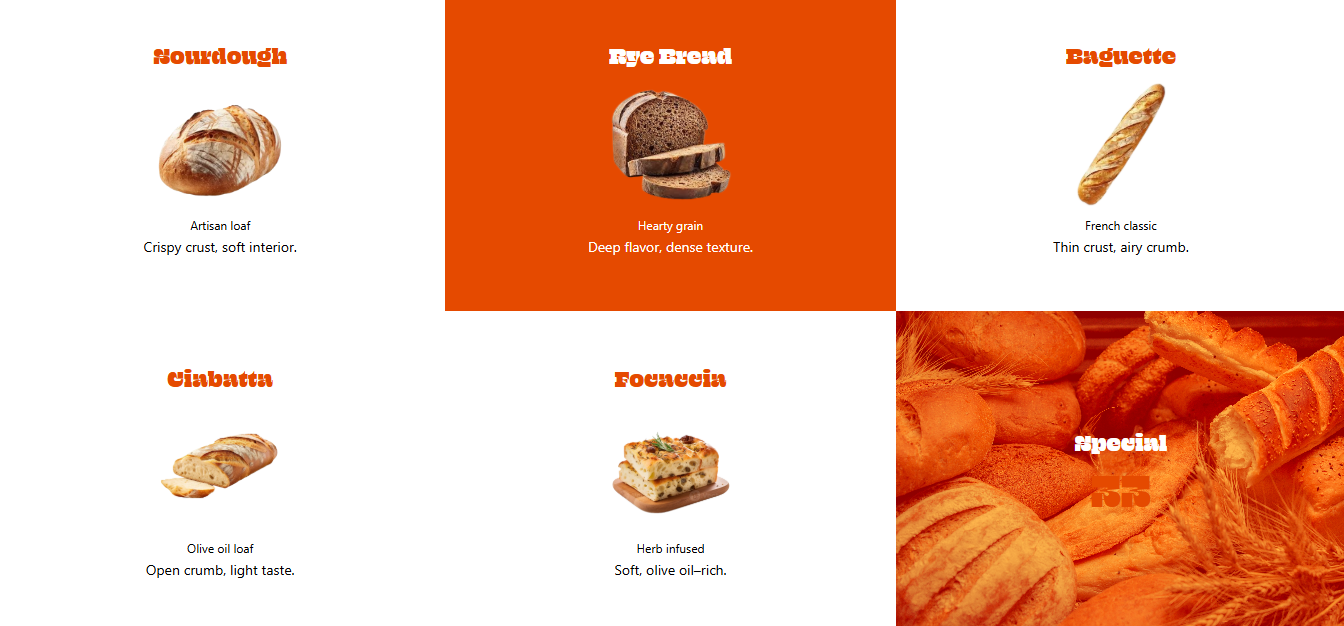 Sourdough
Artisan loaf
Crispy crust, soft interior.
Rye Bread
Hearty grain
Deep flavor, dense texture.
Baguette
French classic
Thin crust, airy crumb.
Ciabatta
Olive oil loaf
Open crumb, light taste.
Focaccia
Herb infused
Soft, olive oil–rich.
Special